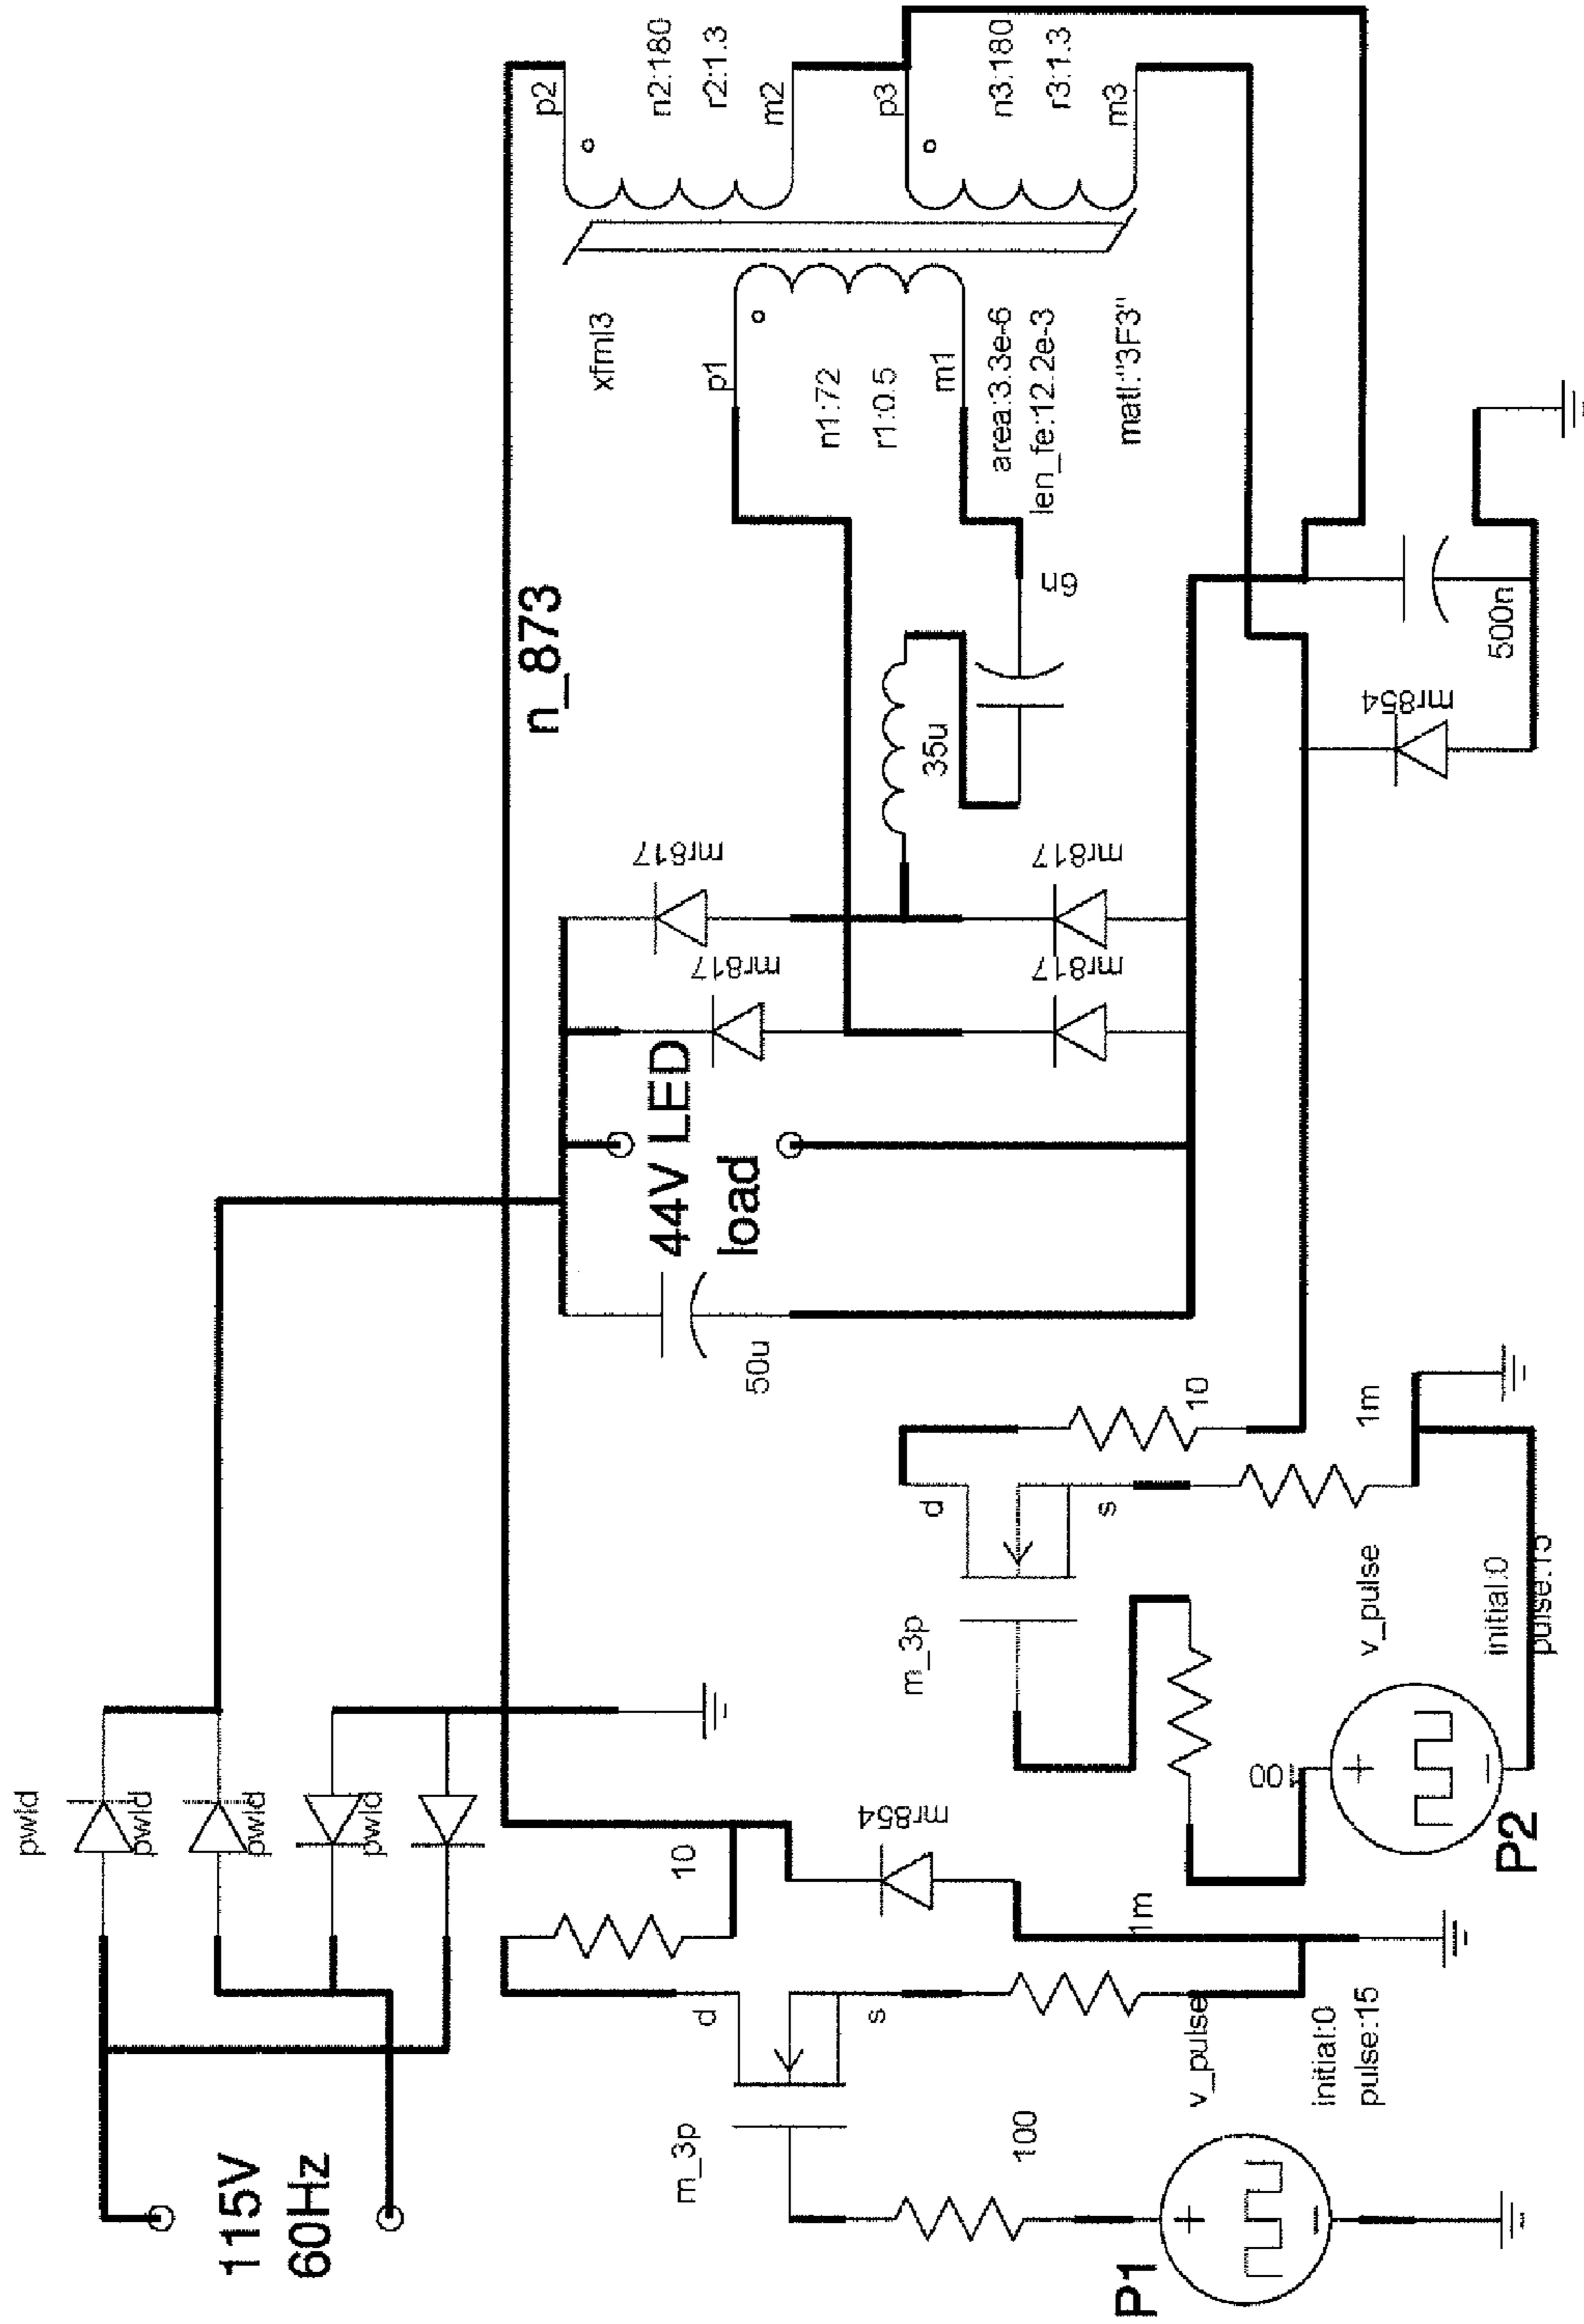 pwld
pwld
pwld
pwld
115V
60Hz
n_873
10
m_3p
d
s
mr854
1m
100
v_pulse
initial:0
pulse:15
P1
m_3p
d
s
10
1m
100
v_pulse
initial:0
pulse:15
P2
50u
44V LED
load
mr817
mr817
mr817
mr817
35u
6n
mr854
500n
xfml3
p1
n1:72
r1:0.5
m1
area:3.3e-6
len_fe:12.2e-3
matl:"3F3"
p2
n2:180
r2:1.3
m2
p3
n3:180
r3:1.3
m3